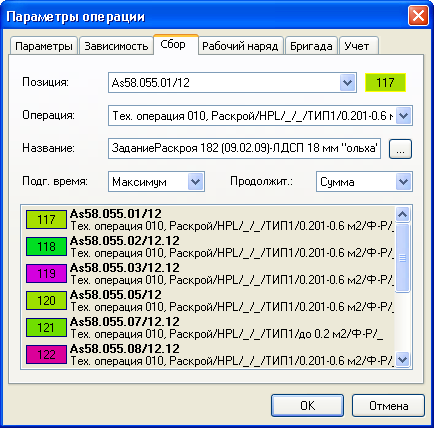 Параметры операции
Параметры Зависимость Сбор Рабочий наряд Бригада Учет
Позиция: As58.055.01/12 117
Операция: Тех. операция 010, Раскрой/HPL/_/_/ТИП1/0.201-0.6 м
Название: ЗаданиеРаскроя 182 (09.02.09)-ЛДСП 18 мм "ольха" ...
Подг. время: Максимум Продолжит.: Сумма
117 As58.055.01/12
Тех. операция 010, Раскрой/HPL/_/_/ТИП1/0.201-0.6 м2/Ф-Р/_
118 As58.055.02/12.12
Тех. операция 010, Раскрой/HPL/_/_/ТИП1/0.201-0.6 м2/Ф-Р/_
119 As58.055.03/12.12
Тех. операция 010, Раскрой/HPL/_/_/ТИП1/0.201-0.6 м2/Ф-Р/_
120 As58.055.05/12
Тех. операция 010, Раскрой/HPL/_/_/ТИП1/0.201-0.6 м2/Ф-Р/_
121 As58.055.07/12.12
Тех. операция 010, Раскрой/HPL/_/_/ТИП1/до 0.2 м2/Ф-Р/_
122 As58.055.08/12.12
Тех. операция 010, Раскрой/HPL/_/_/ТИП1/0.201-0.6 м2/Ф-Р/_
OK Отмена